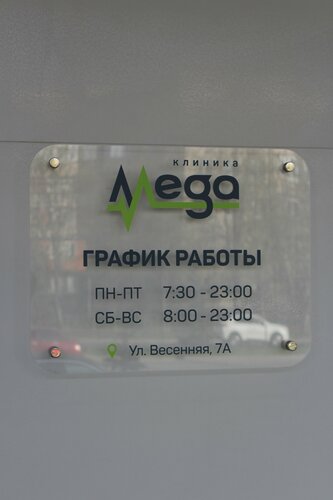 клиника
Mega
ГРАФИК РАБОТЫ
ПН-ПТ 7:30 - 23:00
СБ-ВС 8:00 - 23:00
Ул. Весенняя, 7А